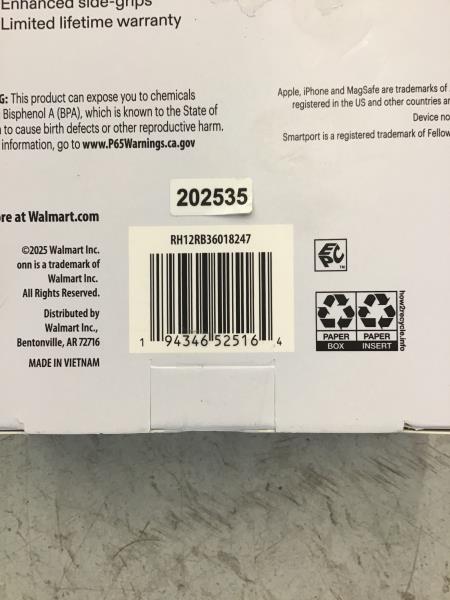 Enhanced side-grips
Limited lifetime warranty
G: This product can expose you to chemicals
Bisphenol A (BPA), which is known to the State of
to cause birth defects or other reproductive harm.
information, go to www.P65Warnings.ca.gov
Apple, iPhone and MagSafe are trademarks of
registered in the US and other countries
Device
Smartport is a registered trademark of
202535
re at Walmart.com
RH12RB36018247
©2025 Walmart Inc.
onn is a trademark of
Walmart Inc.
All Rights Reserved.
Distributed by
Walmart Inc.,
Bentonville, AR 72716
MADE IN VIETNAM
1 94346 52516 4
EPC
TM
PAPER
BOX
PAPER
INSERT
how2recycle.info